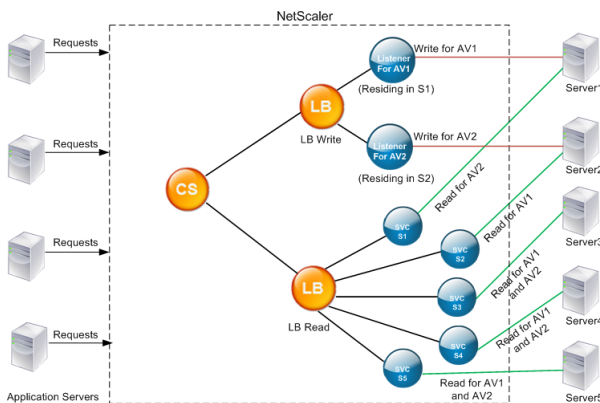 NetScaler
Requests
Requests
Requests
Requests
Application Servers
CS
LB
LB Write
LB
LB Read
Listener
For AV1
(Residing in S1)
Listener
For AV2
(Residing in S2)
SVC
S1
SVC
S2
SVC
S3
SVC
S4
SVC
S5
Write for AV1
Write for AV2
Read for AV2
Read for AV1
Read for AV1
and AV2
Read for AV1
and AV2
Read for AV1
and AV2
Server1
Server2
Server3
Server4
Server5